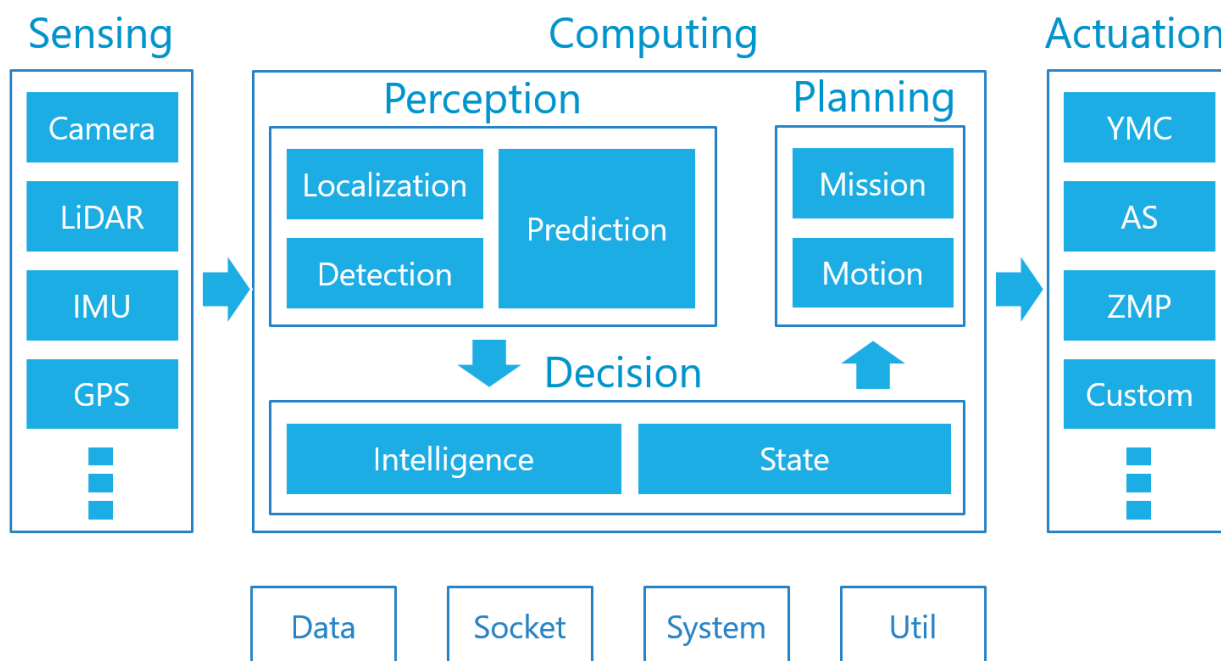 Sensing
Computing
Actuation
Perception
Planning
Camera
LiDAR
IMU
GPS
Localization
Detection
Prediction
Mission
Motion
Decision
Intelligence
State
YMC
AS
ZMP
Custom
Data
Socket
System
Util